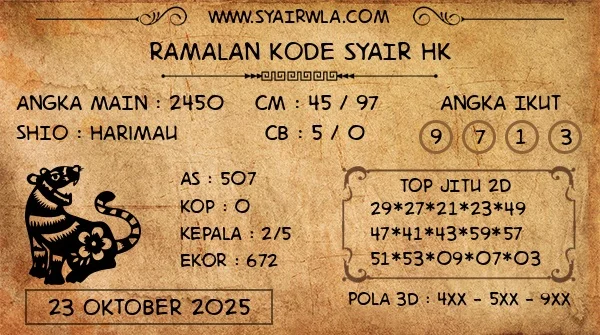 WWW.SYAIRWLA.COM
RAMALAN KODE SYAIR HK
ANGKA MAIN : 2450 CM : 45 / 97 ANGKA IKUT
SHIO : HARIMAU CB : 5 / 0 9 7 1 3
AS : 507
KOP : 0
KEPALA : 2/5
EKOR : 672
TOP JITU 2D
29*27*21*23*49
47*41*43*59*57
51*53*09*07*03
23 OKTOBER 2025
POLA 3D : 4XX - 5XX - 9XX